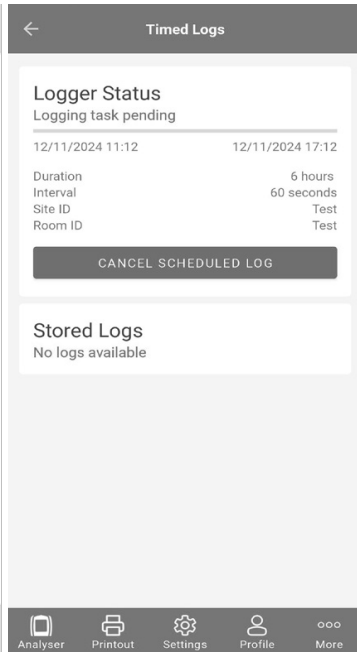 Timed Logs
Logger Status
Logging task pending
12/11/2024 11:12 12/11/2024 17:12
Duration 6 hours
Interval 60 seconds
Site ID Test
Room ID Test
CANCEL SCHEDULED LOG
Stored Logs
No logs available
Analyser Printout Settings Profile More